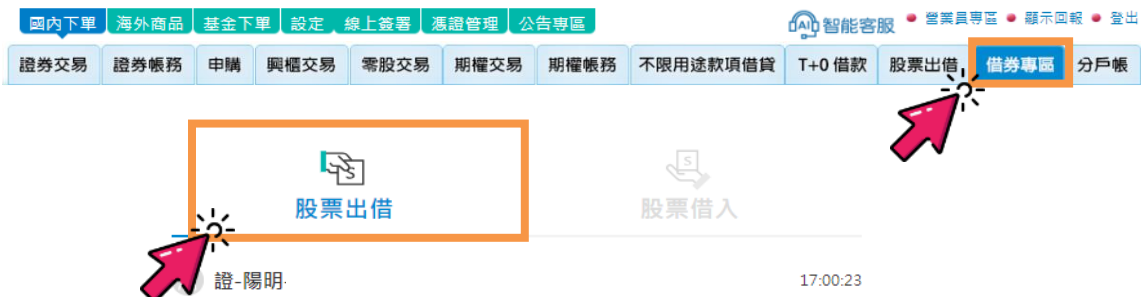 國內下單 海外商品 基金下單 設定 線上簽署 憑證管理 公告專區 AI 智能客服 營業員專區 顯示回報 登出
證券交易 證券帳務 申購 興櫃交易 零股交易 期權交易 期權帳務 不限用途款項借貸 T+0 借款 股票出借 借券專區 分戶帳
S S
股票出借 股票借入
證-陽明 17:00:23